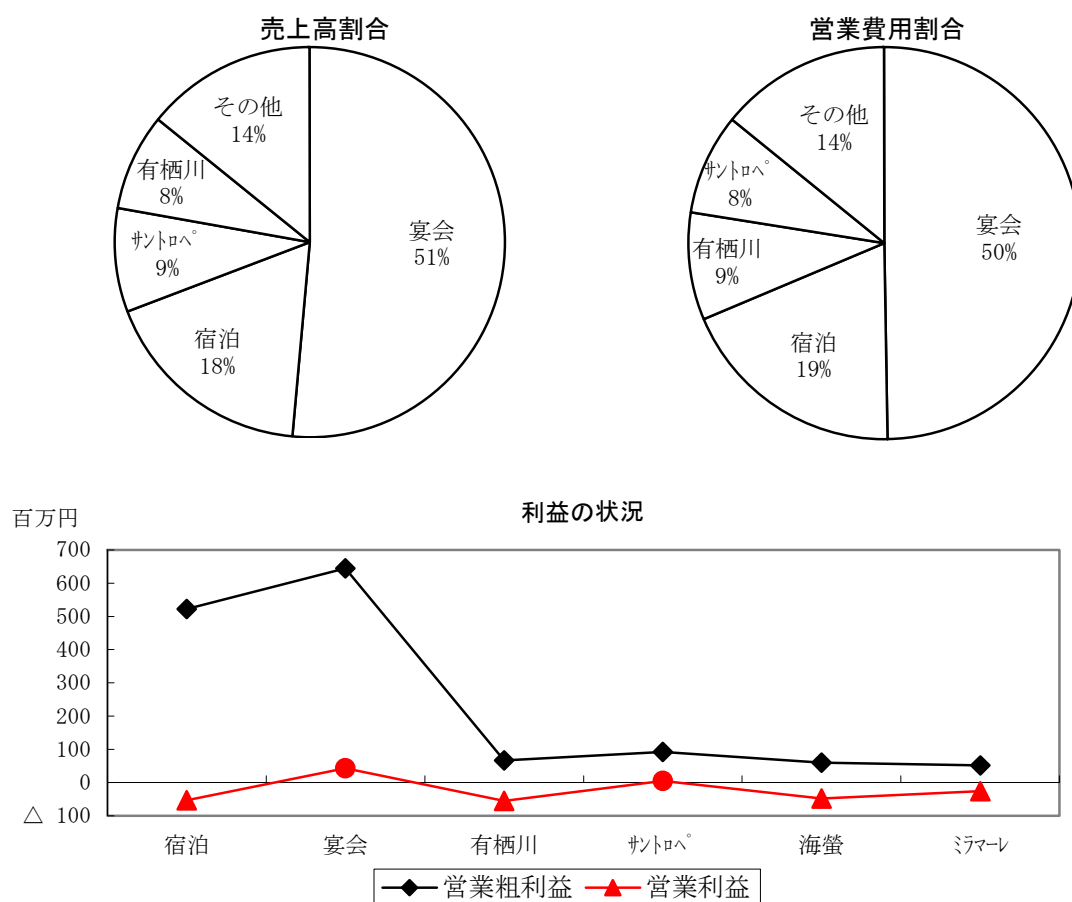 売上高割合
営業費用割合
その他
14%
有栖川
8%
サントロペ
9%
宿泊
18%
宴会
51%
その他
14%
サントロペ
8%
有栖川
9%
宿泊
19%
宴会
50%
利益の状況
百万円
700
600
500
400
300
200
100
0
△ 100
宿泊 宴会 有栖川 サントロペ 海螢 ミラマーレ
営業粗利益 営業利益